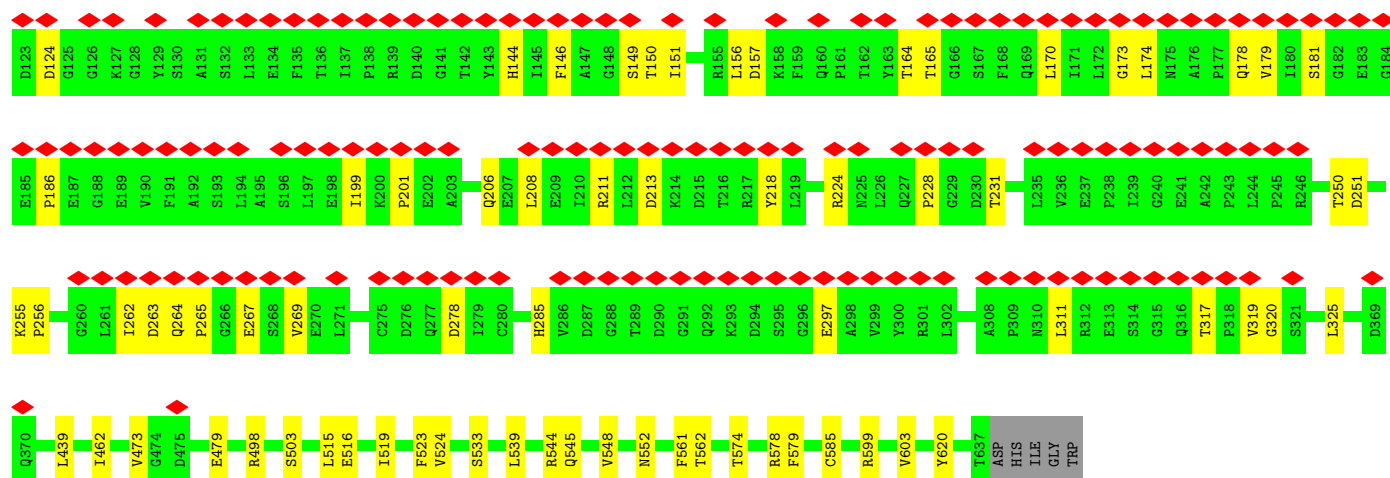 D123 D124 G125 G126 K127 G128 Y129 S130 A131 S132 L133 E134 F135 T136 I137 P138 R139 D140 G141 T142 Y143 H144 I145 F146 A147 G148 S149 T150 I151 R155 L156 D157 K158 F159 Q160 P161 T162 Y163 T164 T165 G166 S167 F168 Q169 L170 I171 L172 G173 L174 N175 A176 P177 Q178 V179 I180 S181 G182 E183 G184
E185 P186 E187 G188 E189 V190 F191 A192 S193 L194 A195 S196 L197 E198 I199 K200 P201 E202 A203 Q206 E207 L208 E209 I210 R211 L212 D213 K214 D215 T216 R217 Y218 L219 R224 N225 L226 Q227 P228 G229 D230 T231 L235 V236 E237 P238 I239 G240 E241 A242 P243 L244 P245 R246 T250 D251
K255 P256 G260 L261 I262 D263 Q264 P265 G266 E267 S268 V269 E270 L271 C275 D276 Q277 D278 I279 C280 H285 V286 D287 G288 T289 D290 G291 Q292 K293 D294 S295 G296 E297 A298 V299 Y300 R301 L302 A308 P309 N310 L311 R312 E313 S314 G315 Q316 T317 P318 V319 G320 S321 L325 D369
Q370 L439 I462 V473 G474 D475 E479 R498 S503 L515 E516 I519 F523 V524 S533 L539 R544 Q545 V548 N552 F561 T562 T574 R578 F579 C585 R599 V603 Y620 T637 ASP HIS ILE GLY TRP